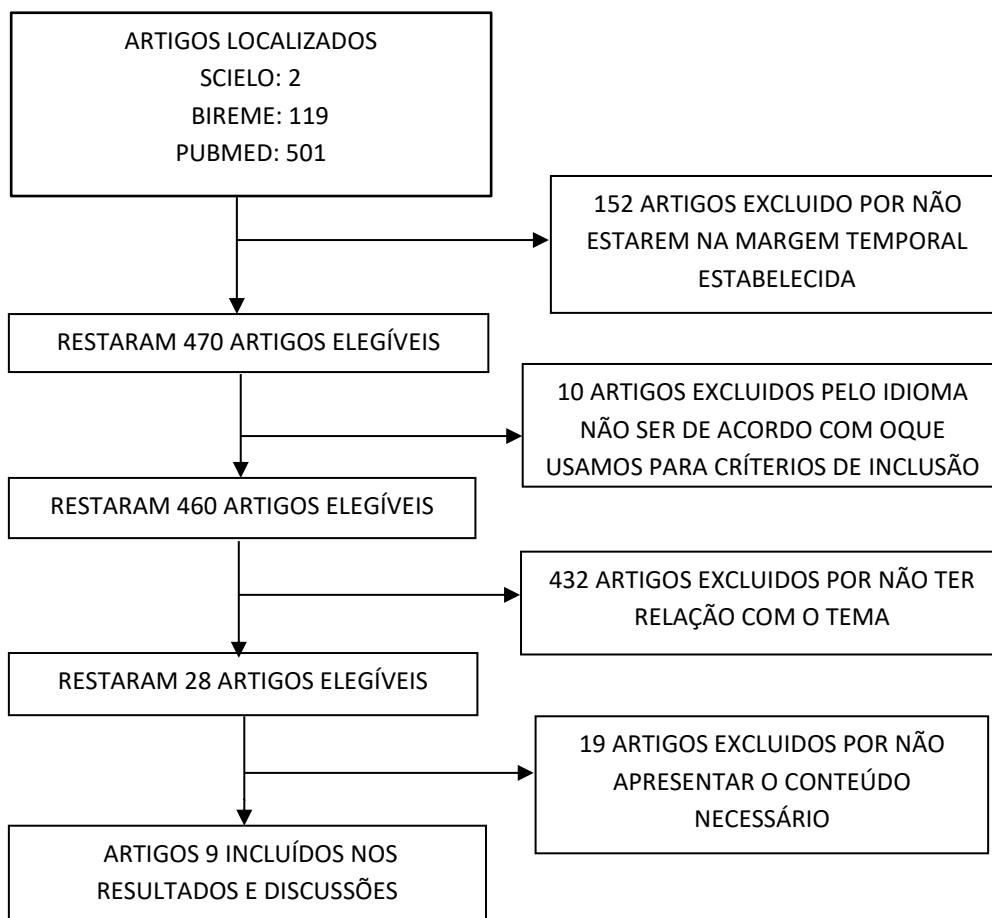 ARTIGOS LOCALIZADOS
SCIELO: 2
BIREME: 119
PUBMED: 501
152 ARTIGOS EXCLUIDO POR NÃO
ESTAREM NA MARGEM TEMPORAL
ESTABELECIDA
RESTARAM 470 ARTIGOS ELEGÍVEIS
10 ARTIGOS EXCLUIDOS PELO IDIOMA
NÃO SER DE ACORDO COM OQUE
USAMOS PARA CRÍTERIOS DE INCLUSÃO
RESTARAM 460 ARTIGOS ELEGÍVEIS
432 ARTIGOS EXCLUIDOS POR NÃO TER
RELAÇÃO COM O TEMA
RESTARAM 28 ARTIGOS ELEGÍVEIS
19 ARTIGOS EXCLUIDOS POR NÃO
APRESENTAR O CONTEÚDO
NECESSÁRIO
ARTIGOS 9 INCLUÍDOS NOS
RESULTADOS E DISCUSSÕES